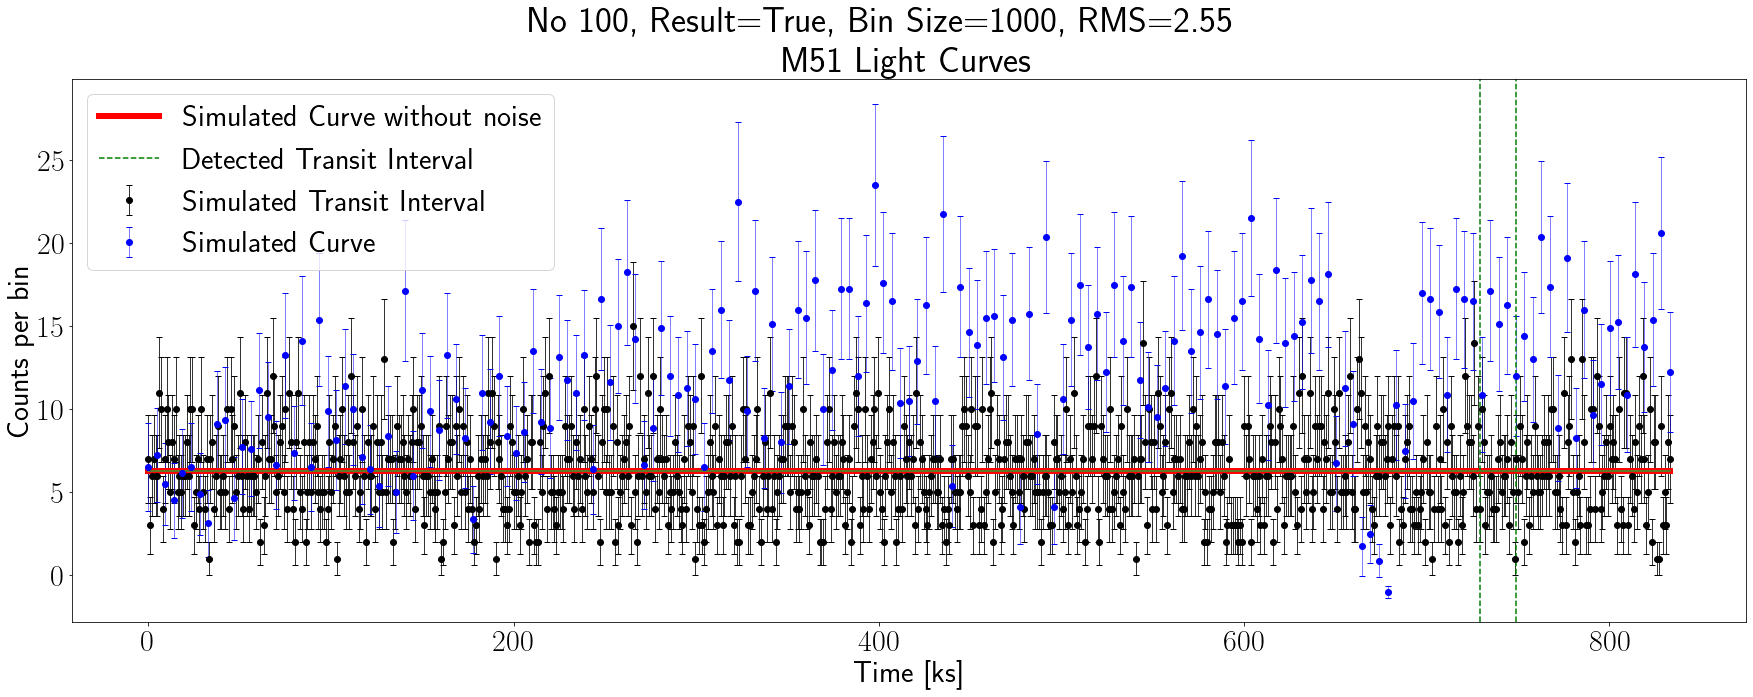 No 100, Result=True, Bin Size=1000, RMS=2.55
M51 Light Curves
Simulated Curve without noise
Detected Transit Interval
Simulated Transit Interval
Simulated Curve
Counts per bin
25
20
15
10
5
0
0 200 400 600 800
Time [ks]